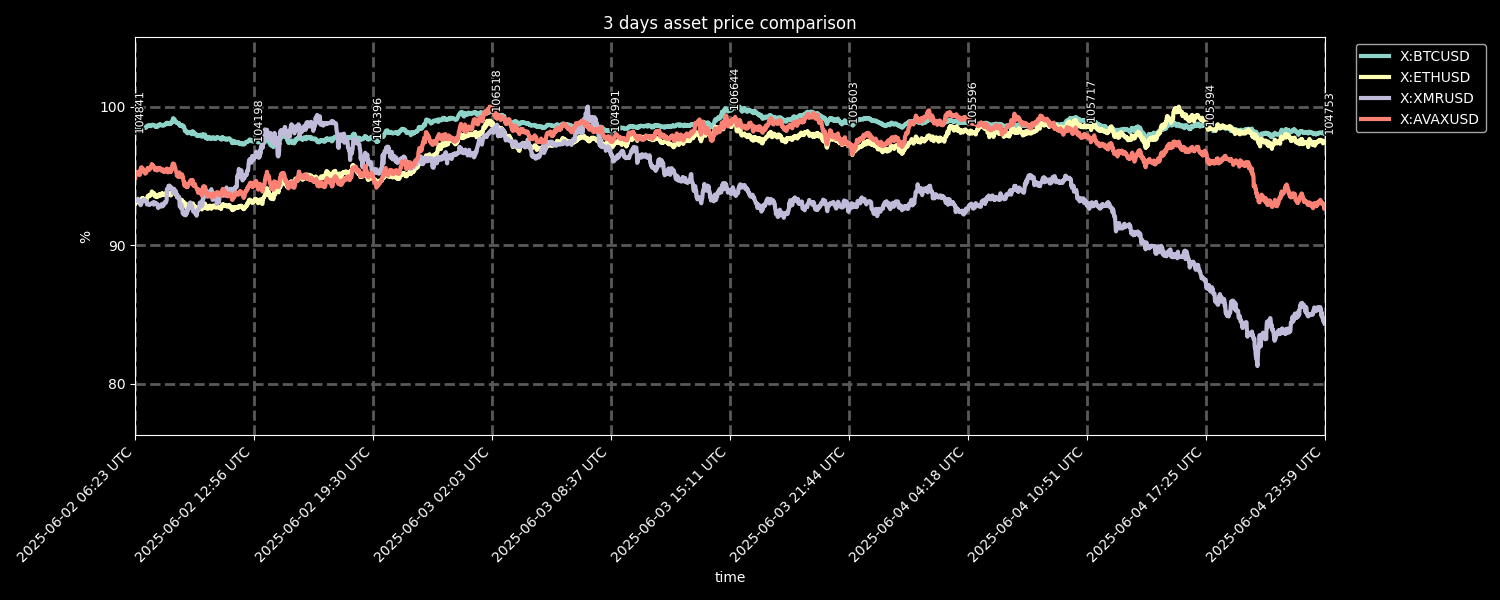 3 days asset price comparison
X:BTCUSD
X:ETHUSD
X:XMRUSD
X:AVAXUSD
100
90
80
%
104841
104198
104396
106518
104991
106644
105603
105596
105717
105394
104753
2025-06-02 06:23 UTC
2025-06-02 12:56 UTC
2025-06-02 19:30 UTC
2025-06-03 02:03 UTC
2025-06-03 08:37 UTC
2025-06-03 15:11 UTC
2025-06-03 21:44 UTC
2025-06-04 04:18 UTC
2025-06-04 10:51 UTC
2025-06-04 17:25 UTC
2025-06-04 23:59 UTC
time